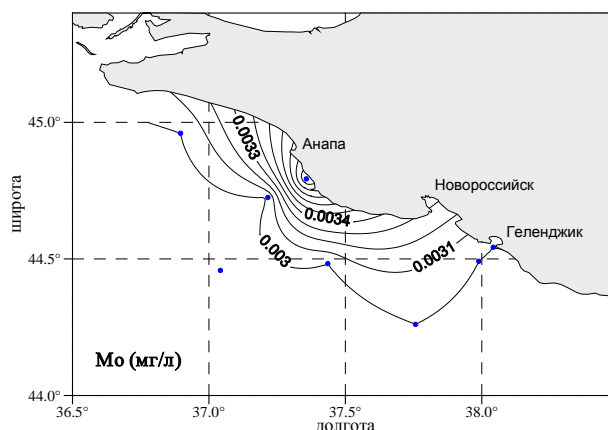 45.0°
0.0033
Анапа
Новороссийск
0.0034
широта
Геленджик
0.003
0.0031
44.5°
Mo (мг/л)
44.0°
36.5°
37.0°
37.5°
38.0°
долгота